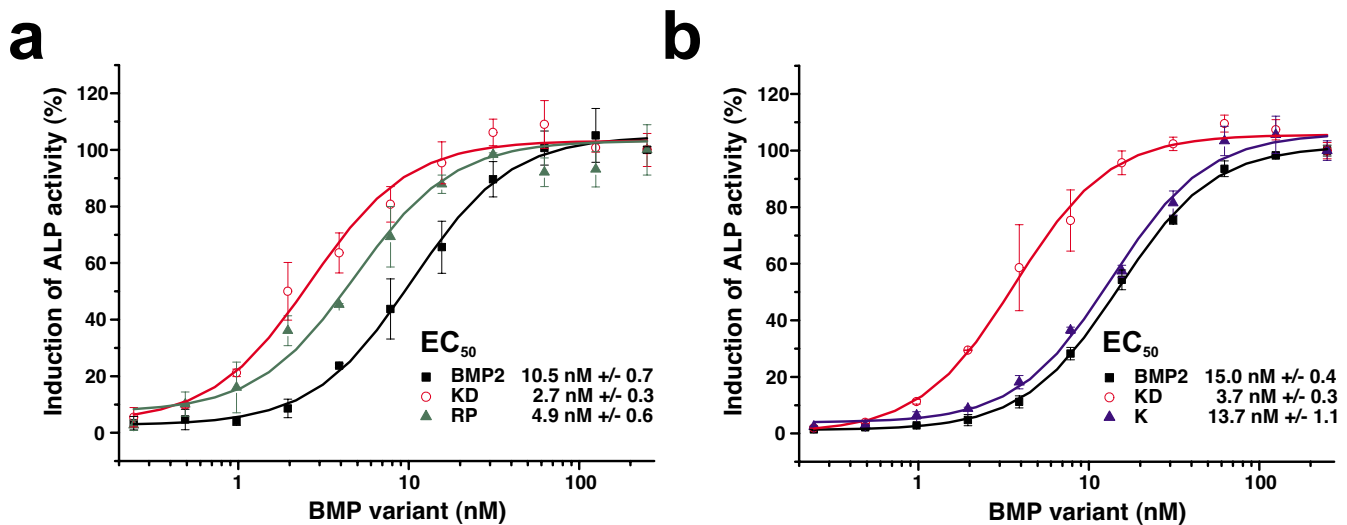 a
Induction of ALP activity (%)
120
100
80
60
40
20
0
EC50
BMP2 10.5 nM +/- 0.7
KD 2.7 nM +/- 0.3
RP 4.9 nM +/- 0.6
1 10 100
BMP variant (nM)
b
Induction of ALP activity (%)
120
100
80
60
40
20
0
EC50
BMP2 15.0 nM +/- 0.4
KD 3.7 nM +/- 0.3
K 13.7 nM +/- 1.1
1 10 100
BMP variant (nM)